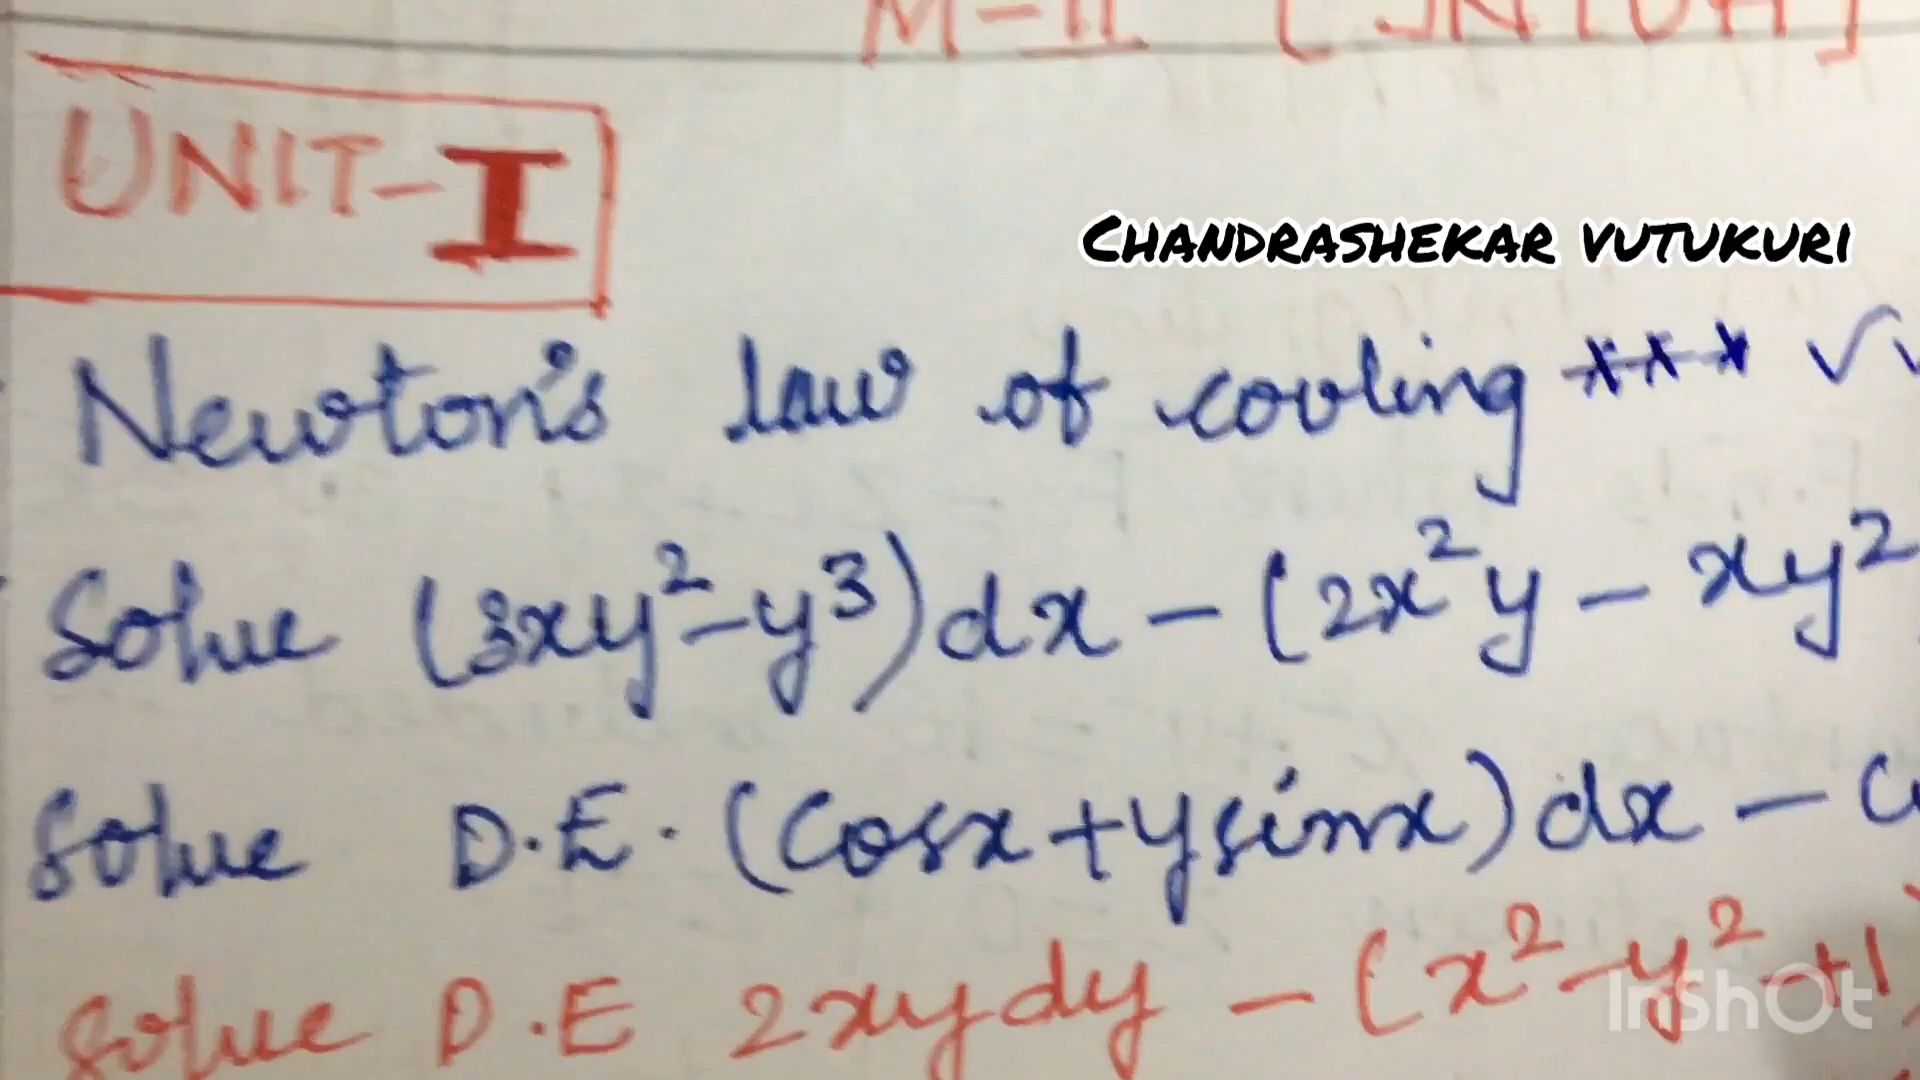 M-II [JNTUH]
UNIT-I
CHANDRASHEKAR VUTUKURI
Newton's law of cooling *** √
Solve (3xy²-y³)dx - (2x²y - xy²
Solve D.E. (Cosx+ysinx)dx - C
Solve D.E 2xydy - (x²-y²+1)
InShOt